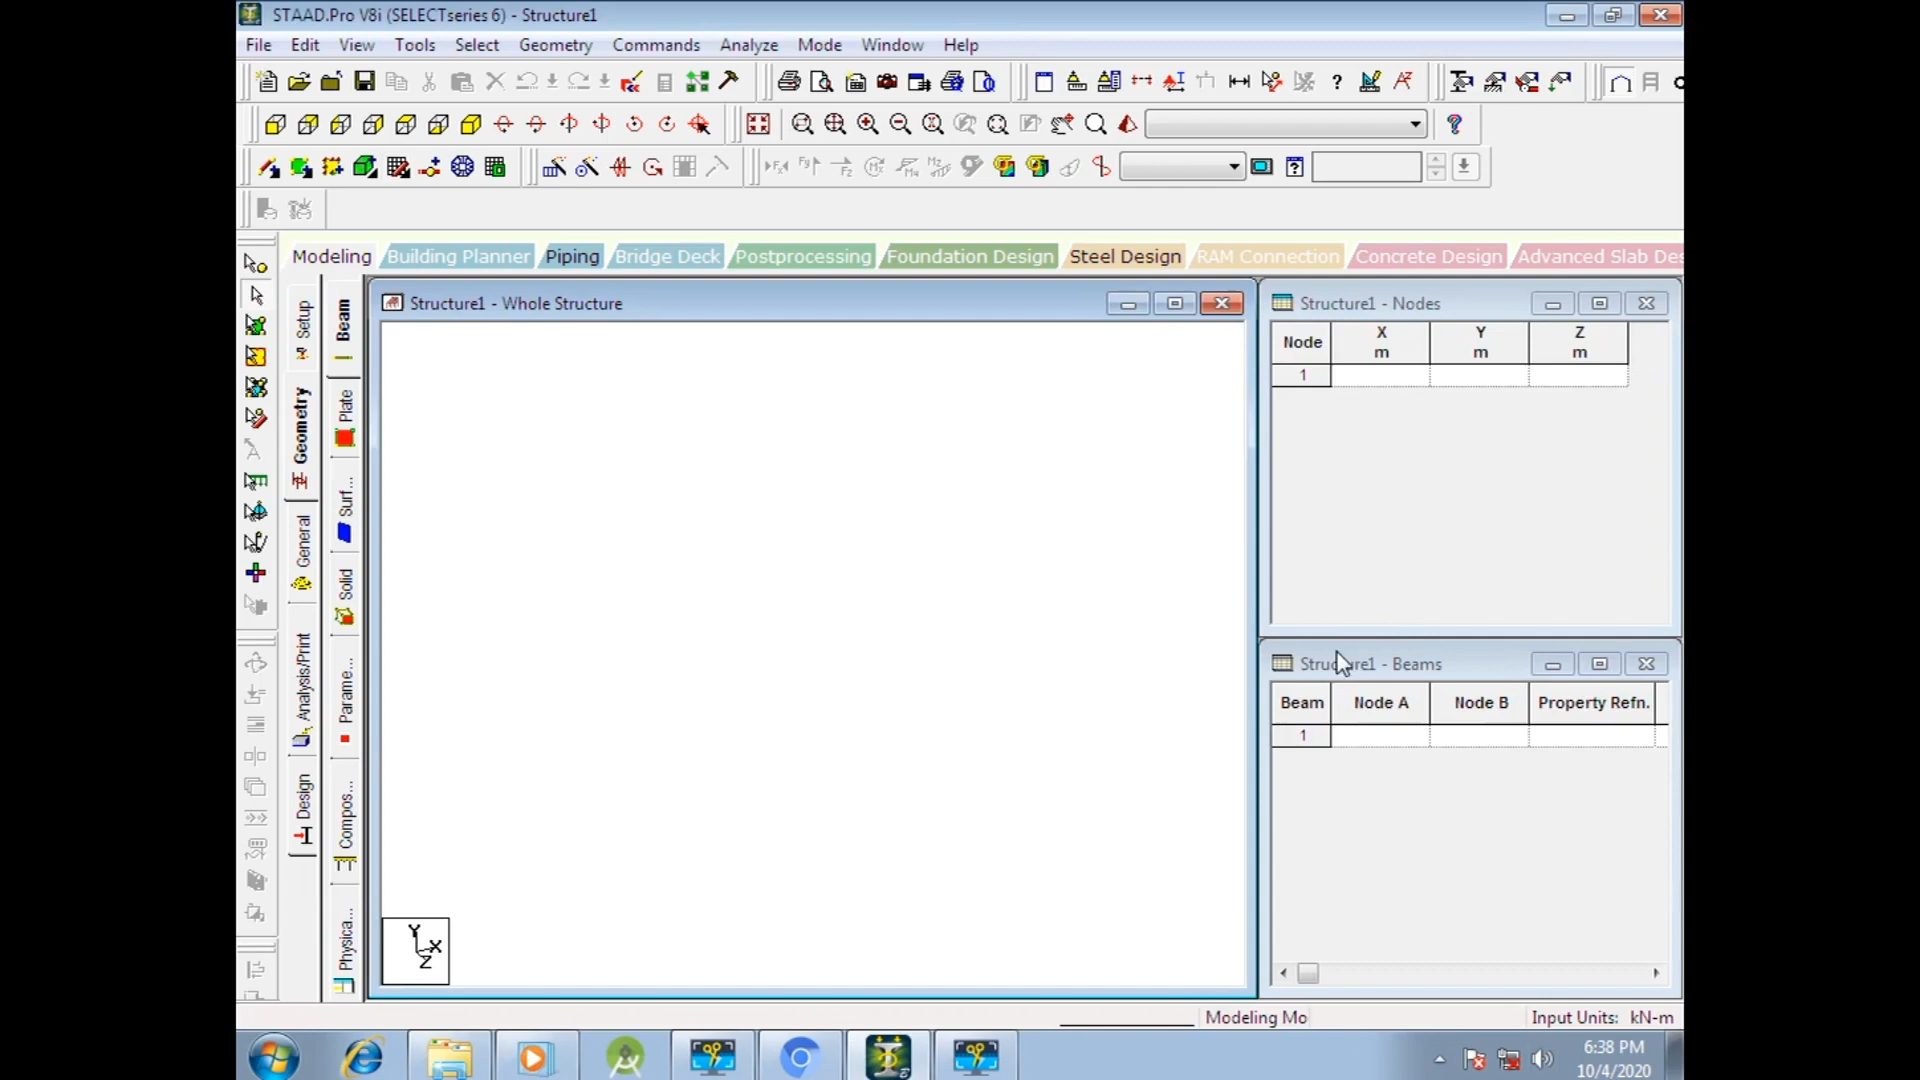 STAAD.Pro V8i (SELECTseries 6) - Structure1
File Edit View Tools Select Geometry Commands Analyze Mode Window Help
Modeling Building Planner Piping Bridge Deck Postprocessing Foundation Design Steel Design RAM Connection Concrete Design Advanced Slab Des
Setup
Geometry
General
Analysis/Print
Design
Beam
Plate
Surf...
Solid
Parame...
Compos...
Physica...
Structure1 - Whole Structure
Y
X
Z
Structure1 - Nodes
Node X m Y m Z m
1
Structure1 - Beams
Beam Node A Node B Property Refn.
1
Modeling Mo Input Units: kN-m
6:38 PM
10/4/2020